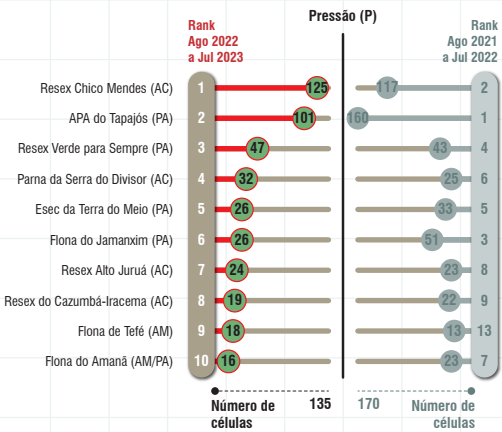 Pressão (P)
Rank
Ago 2022
a Jul 2023
Rank
Ago 2021
a Jul 2022
Resex Chico Mendes (AC) 1 125 117 2
APA do Tapajós (PA) 2 101 160 1
Resex Verde para Sempre (PA) 3 47 43 4
Parna da Serra do Divisor (AC) 4 32 25 6
Esec da Terra do Meio (PA) 5 26 33 5
Flona do Jamanxim (PA) 6 26 51 3
Resex Alto Juruá (AC) 7 24 23 8
Resex do Cazumbá-Iracema (AC) 8 19 22 9
Flona de Tefé (AM) 9 18 13 13
Flona do Amanã (AM/PA) 10 16 23 7
Número de
células
135
170
Número de
células